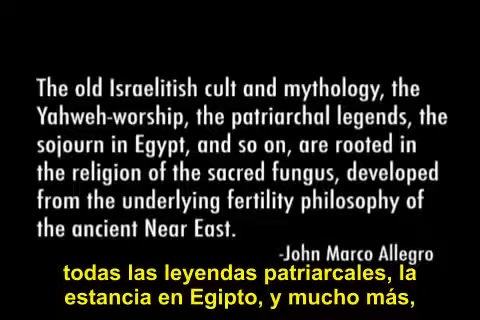 The old Israelitish cult and mythology, the
Yahweh-worship, the patriarchal legends, the
sojourn in Egypt, and so on, are rooted in
the religion of the sacred fungus, developed
from the underlying fertility philosophy of
the ancient Near East.
-John Marco Allegro
todas las leyendas patriarcales, la
estancia en Egipto, y mucho más,